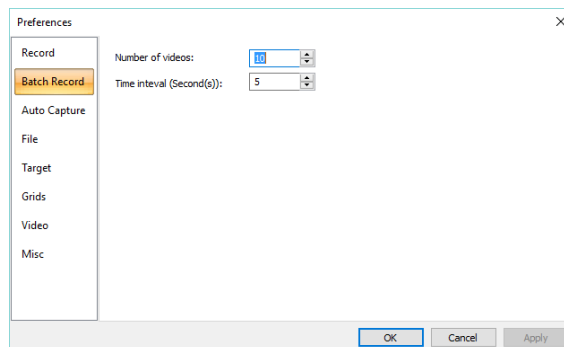 Preferences
Record
Batch Record
Auto Capture
File
Target
Grids
Video
Misc
Number of videos: 10
Time inteval (Second(s)): 5
OK Cancel Apply